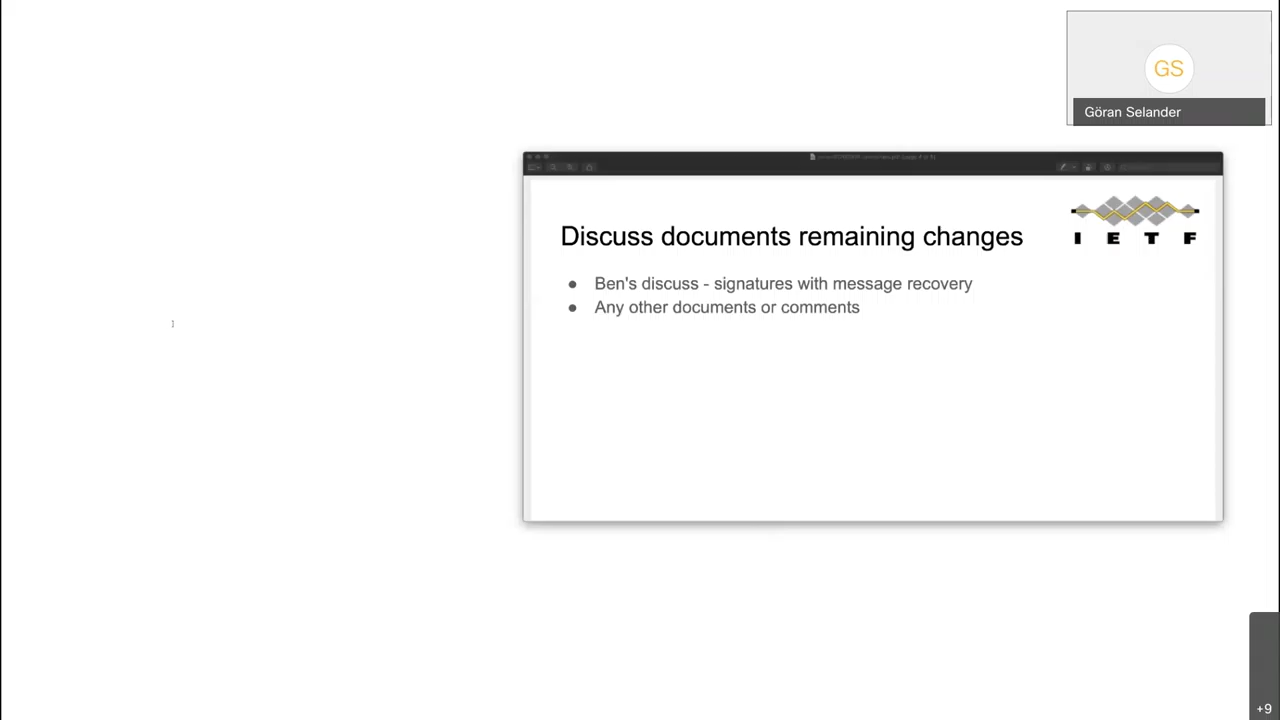 GS
Göran Selander
I E T F
Discuss documents remaining changes
● Ben's discuss - signatures with message recovery
● Any other documents or comments
+9